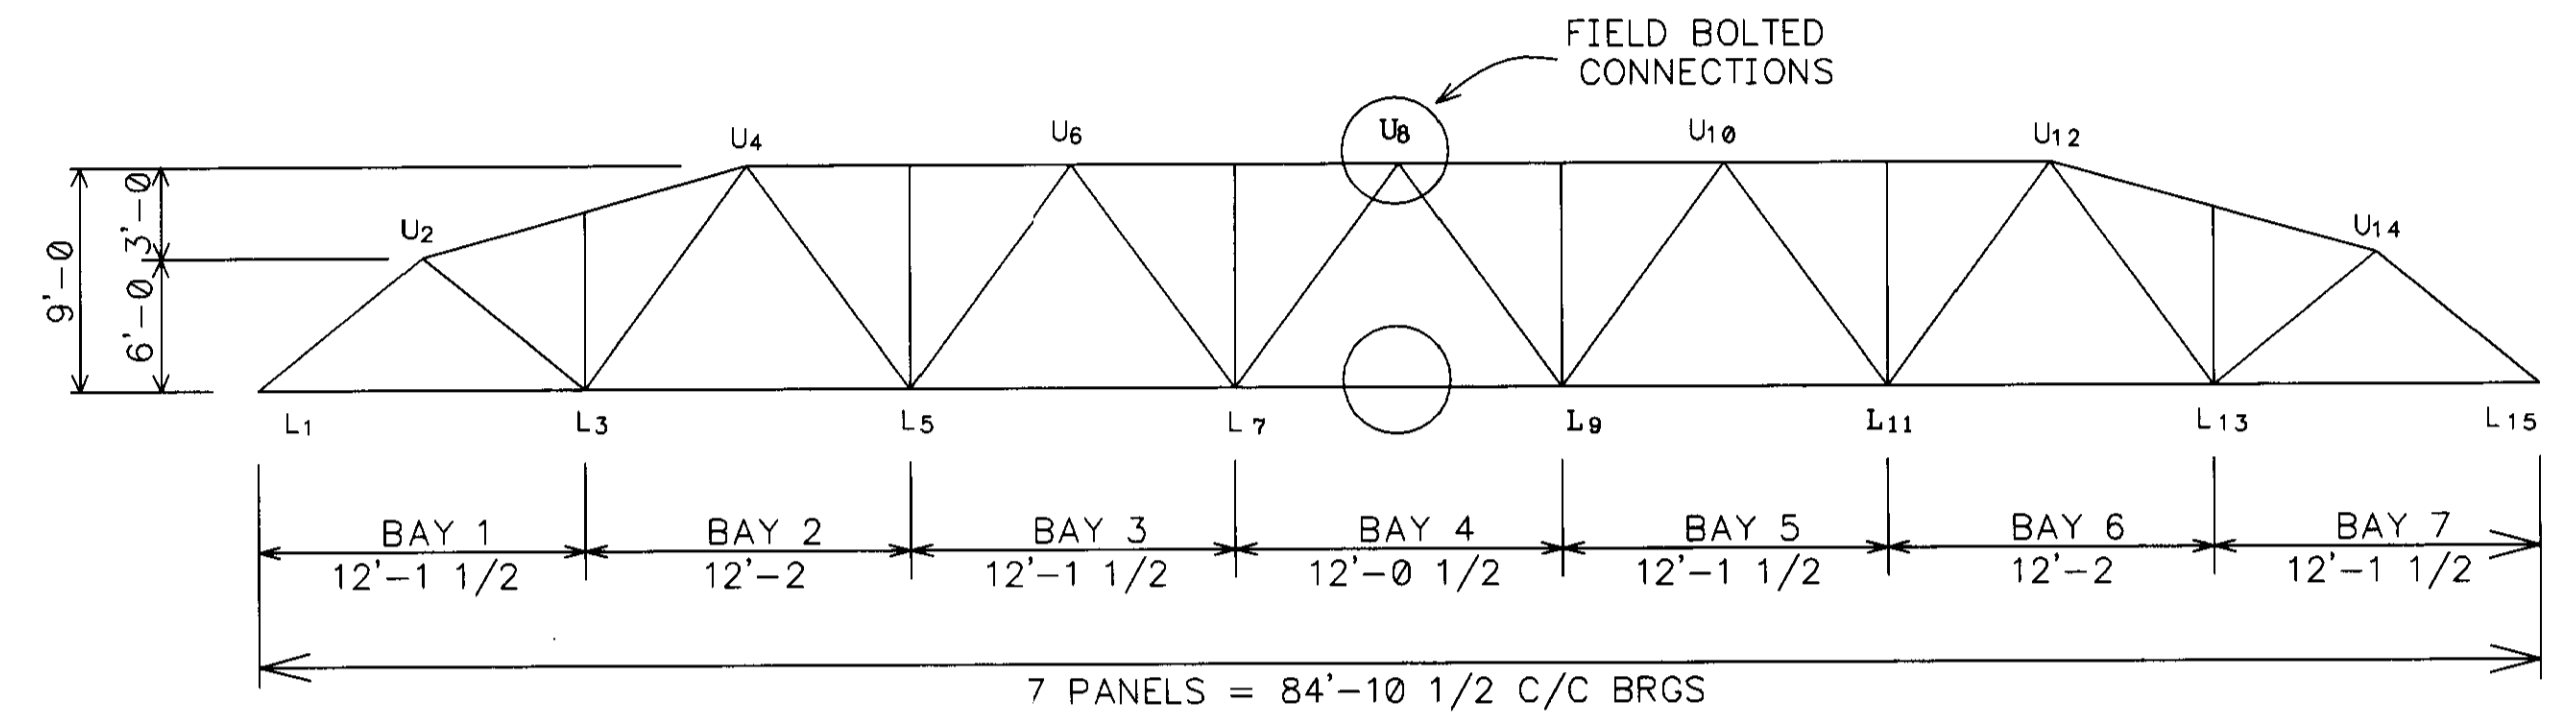 FIELD BOLTED
CONNECTIONS
U4
U6
U8
U10
U12
U2
U14
9'-0
3'-0
6'-0
L1
L3
L5
L7
L9
L11
L13
L15
BAY 1
BAY 2
BAY 3
BAY 4
BAY 5
BAY 6
BAY 7
12'-1 1/2
12'-2
12'-1 1/2
12'-0 1/2
12'-1 1/2
12'-2
12'-1 1/2
7 PANELS = 84'-10 1/2 C/C BRGS